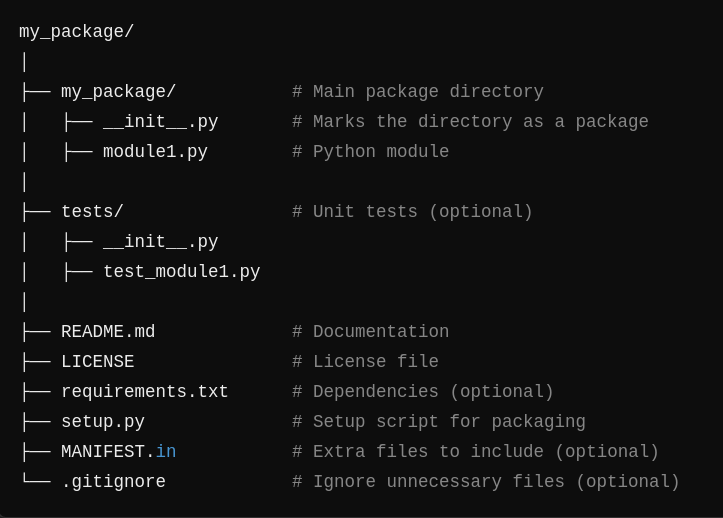 my_package/
│
├── my_package/           # Main package directory
│   ├── __init__.py       # Marks the directory as a package
│   ├── module1.py        # Python module
│
├── tests/                # Unit tests (optional)
│   ├── __init__.py
│   ├── test_module1.py
│
├── README.md             # Documentation
├── LICENSE               # License file
├── requirements.txt      # Dependencies (optional)
├── setup.py              # Setup script for packaging
├── MANIFEST.in           # Extra files to include (optional)
└── .gitignore            # Ignore unnecessary files (optional)